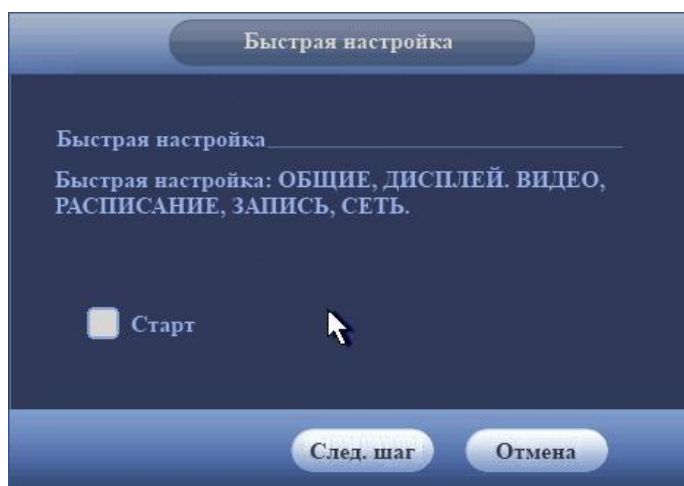 Быстрая настройка
Быстрая настройка
Быстрая настройка: ОБЩИЕ, ДИСПЛЕЙ. ВИДЕО,
РАСПИСАНИЕ, ЗАПИСЬ, СЕТЬ.
Старт
След. шаг
Отмена